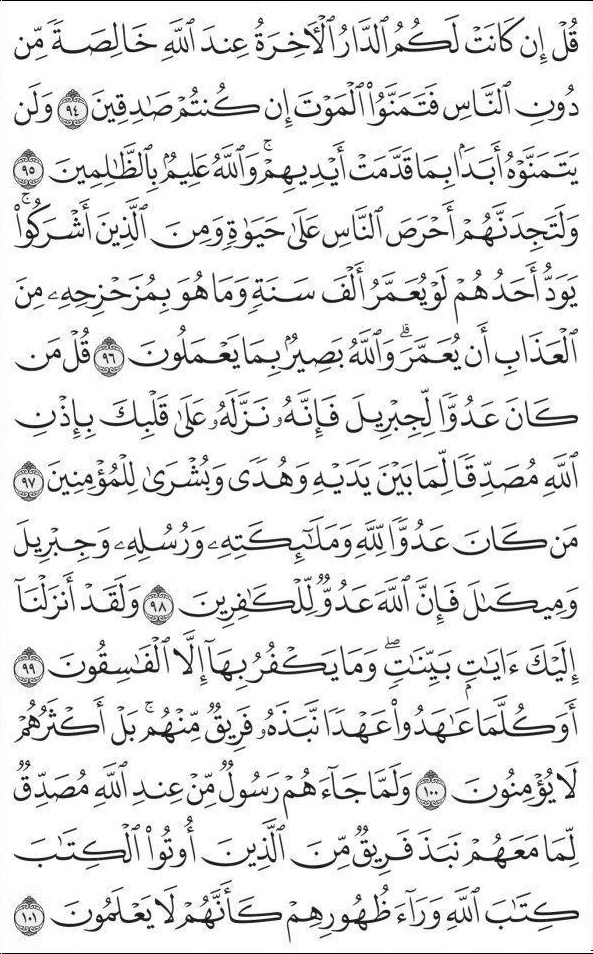 قُلْ إِن كَانَتْ لَكُمُ ٱلدَّارُ ٱلْأَخِرَةُ عِندَ ٱللَّهِ خَالِصَةً مِّن
دُونِ ٱلنَّاسِ فَتَمَنَّوُا۟ ٱلْمَوْتَ إِن كُنتُمْ صَٰدِقِينَ ٩٤ وَلَن
يَتَمَنَّوْهُ أَبَدًۢا بِمَا قَدَّمَتْ أَيْدِيهِمْ ۗ وَٱللَّهُ عَلِيمٌۢ بِٱلظَّٰلِمِينَ ٩٥
وَلَتَجِدَنَّهُمْ أَحْرَصَ ٱلنَّاسِ عَلَىٰ حَيَوٰةٍ وَمِنَ ٱلَّذِينَ أَشْرَكُوا۟ ۚ
يَوَدُّ أَحَدُهُمْ لَوْ يُعَمَّرُ أَلْفَ سَنَةٍ وَمَا هُوَ بِمُزَحْزِحِهِۦ مِنَ
ٱلْعَذَابِ أَن يُعَمَّرَ ۗ وَٱللَّهُ بَصِيرٌۢ بِمَا يَعْمَلُونَ ٩٦ قُلْ مَن
كَانَ عَدُوًّا لِّجِبْرِيلَ فَإِنَّهُۥ نَزَّلَهُۥ عَلَىٰ قَلْبِكَ بِإِذْنِ
ٱللَّهِ مُصَدِّقًا لِّمَا بَيْنَ يَدَيْهِ وَهُدًى وَبُشْرَىٰ لِلْمُؤْمِنِينَ ٩٧
مَن كَانَ عَدُوًّا لِّلَّهِ وَمَلَٰٓئِكَتِهِۦ وَرُسُلِهِۦ وَجِبْرِيلَ
وَمِيكَىٰلَ فَإِنَّ ٱللَّهَ عَدُوٌّ لِّلْكَٰفِرِينَ ٩٨ وَلَقَدْ أَنزَلْنَآ
إِلَيْكَ ءَايَٰتٍۭ بَيِّنَٰتٍ ۖ وَمَا يَكْفُرُ بِهَآ إِلَّا ٱلْفَٰسِقُونَ ٩٩
أَوَكُلَّمَا عَٰهَدُوا۟ عَهْدًا نَّبَذَهُۥ فَرِيقٌ مِّنْهُم ۚ بَلْ أَكْثَرُهُمْ
لَا يُؤْمِنُونَ ١٠٠ وَلَمَّا جَآءَهُمْ رَسُولٌ مِّنْ عِندِ ٱللَّهِ مُصَدِّقٌ
لِّمَا مَعَهُمْ نَبَذَ فَرِيقٌ مِّنَ ٱلَّذِينَ أُوتُوا۟ ٱلْكِتَٰبَ
كِتَٰبَ ٱللَّهِ وَرَآءَ ظُهُورِهِمْ كَأَنَّهُمْ لَا يَعْلَمُونَ ١٠١